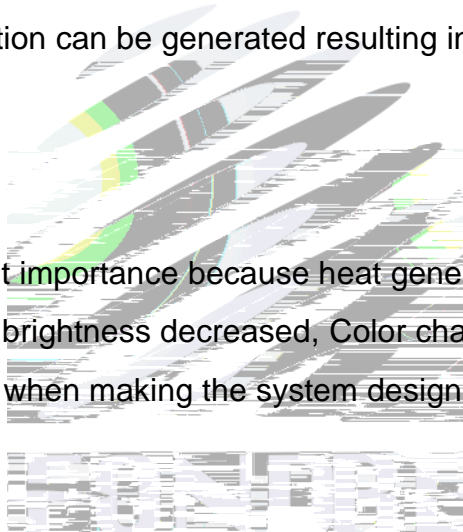 tion can be generated resulting in
t importance because heat gene
brightness decreased, Color cha
when making the system design